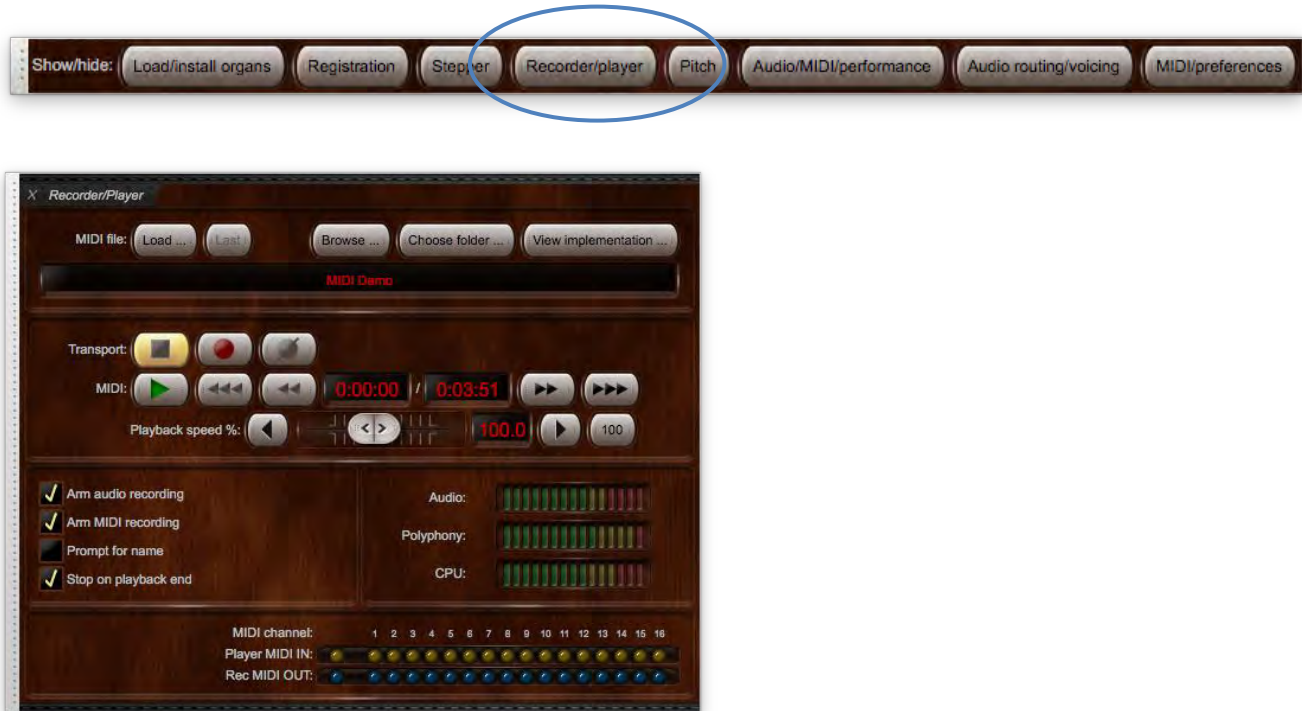 Show/hide: Load/install organs Registration Stepper Recorder/player Pitch Audio/MIDI/performance Audio routing/voicing MIDI/preferences
X Recorder/Player
MIDI file: Load ... Last Browse ... Choose folder ... View implementation ...
MIDI Demo
Transport:
MIDI: 0:00:00 / 0:03:51
Playback speed %: < > 100.0 100
Arm audio recording
Arm MIDI recording
Prompt for name
Stop on playback end
Audio:
Polyphony:
CPU:
MIDI channel: 1 2 3 4 5 6 7 8 9 10 11 12 13 14 15 16
Player MIDI IN:
Rec MIDI OUT: